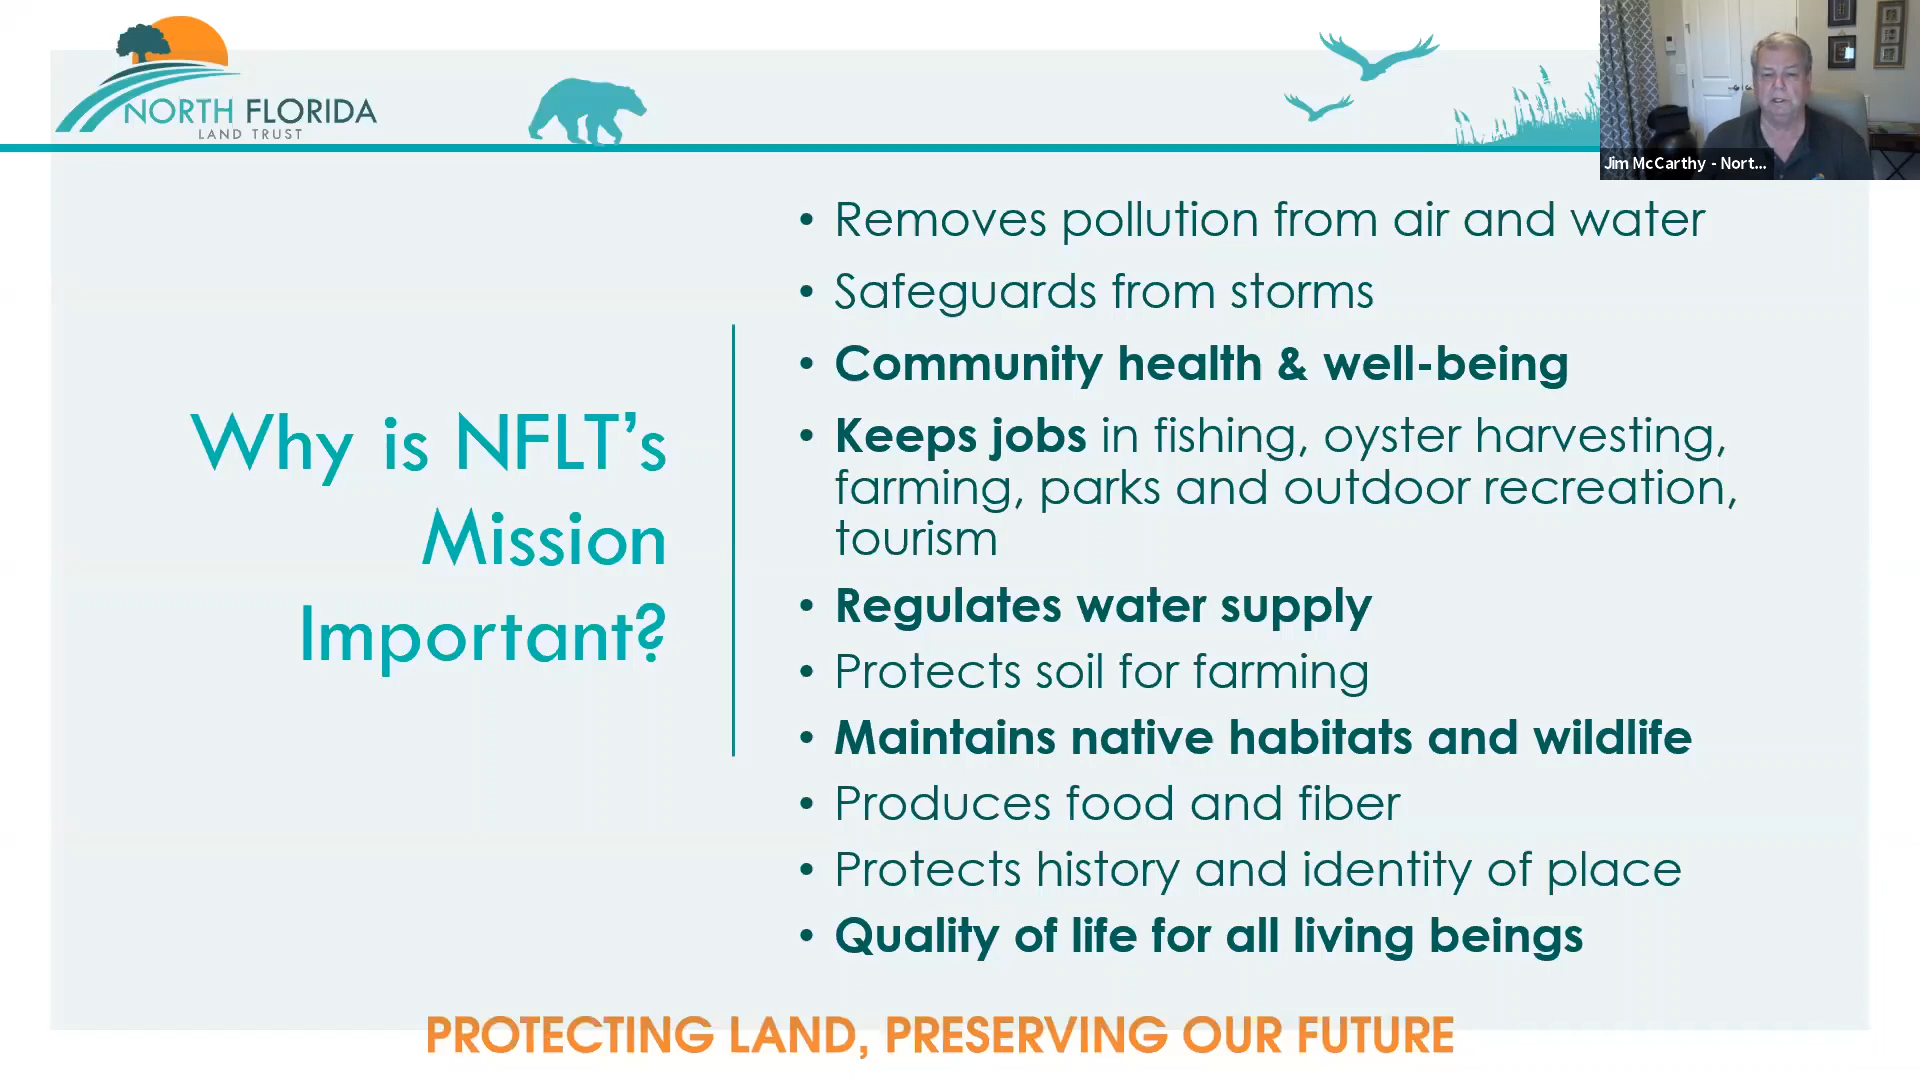 NORTH FLORIDA
LAND TRUST
Jim McCarthy - Nort...
Why is NFLT’s
Mission
Important?
• Removes pollution from air and water
• Safeguards from storms
• Community health & well-being
• Keeps jobs in fishing, oyster harvesting,
farming, parks and outdoor recreation,
tourism
• Regulates water supply
• Protects soil for farming
• Maintains native habitats and wildlife
• Produces food and fiber
• Protects history and identity of place
• Quality of life for all living beings
PROTECTING LAND, PRESERVING OUR FUTURE